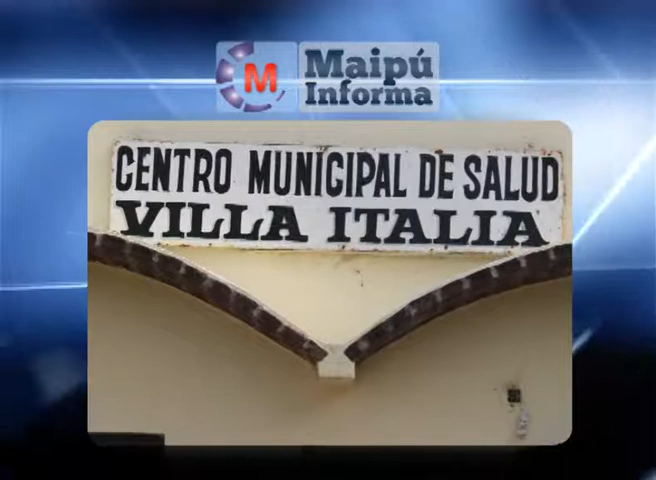 M
Maipú
Informa
CENTRO MUNICIPAL DE SALUD
VILLA ITALIA